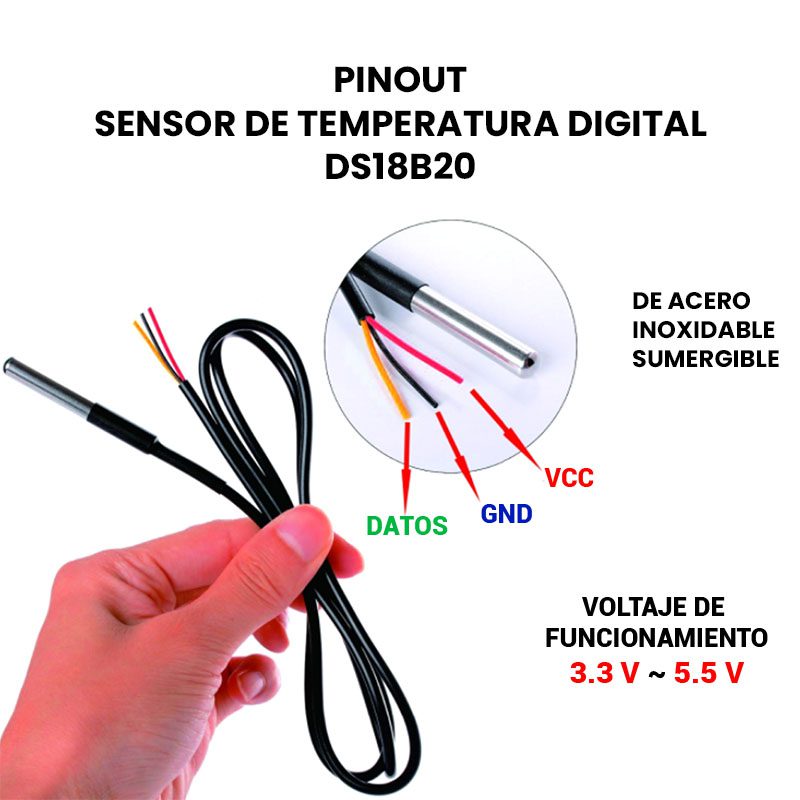 PINOUT
SENSOR DE TEMPERATURA DIGITAL
DS18B20
DE ACERO
INOXIDABLE
SUMERGIBLE
VCC
GND
DATOS
VOLTAJE DE
FUNCIONAMIENTO
3.3 V ~ 5.5 V